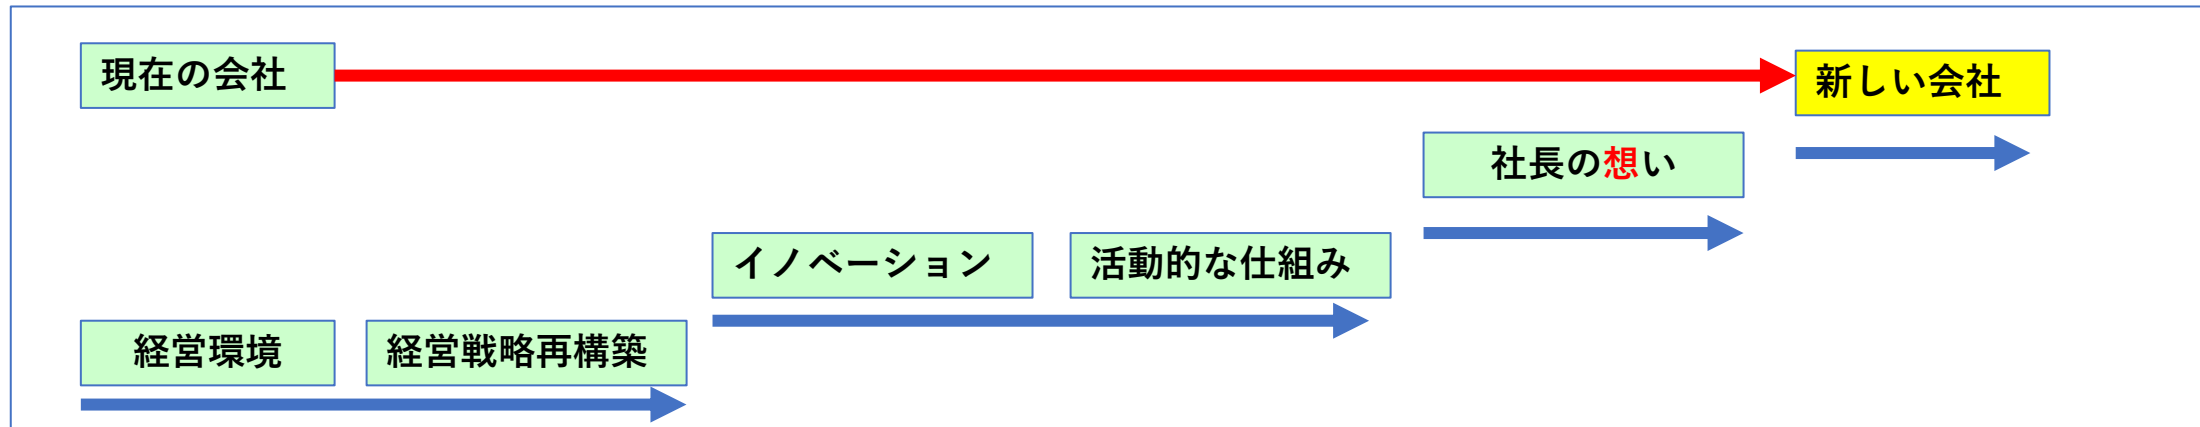 現在の会社
新しい会社
社長の想い
イノベーション
活動的な仕組み
経営環境
経営戦略再構築